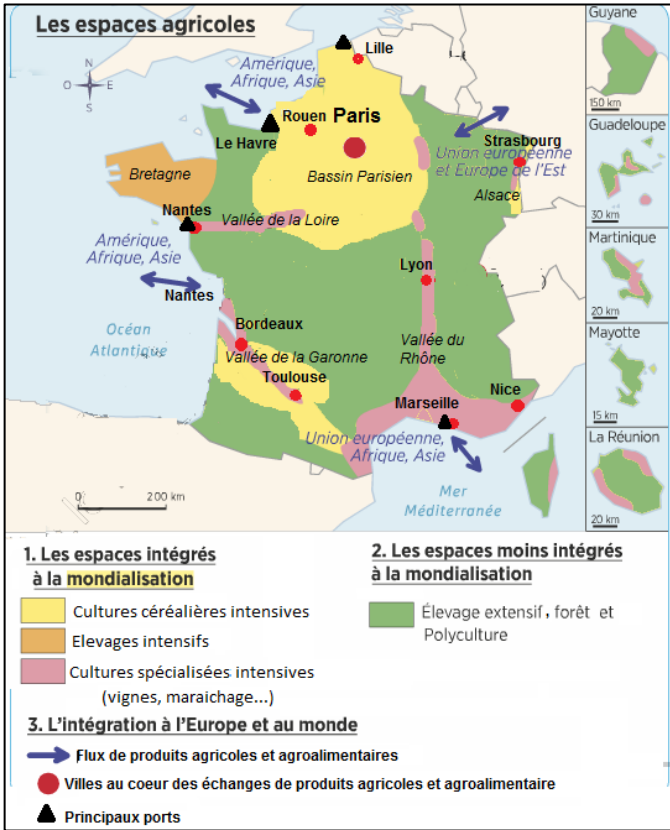 Les espaces agricoles
N
O
E
S
Amérique,
Afrique, Asie
Lille
Rouen
Paris
Le Havre
Strasbourg
Union européenne
et Europe de l'Est
Bretagne
Bassin Parisien
Alsace
Nantes
Vallée de la Loire
Amérique,
Afrique, Asie
Nantes
Lyon
Océan
Atlantique
Bordeaux
Vallée de la Garonne
Toulouse
Vallée du
Rhône
Marseille
Nice
Union européenne,
Afrique, Asie
Mer
Méditerranée
0
200 km
Guyane
150 km
Guadeloupe
30 km
Martinique
20 km
Mayotte
15 km
La Réunion
20 km
1. Les espaces intégrés
à la mondialisation
Cultures céréalières intensives
Elevages intensifs
Cultures spécialisées intensives
(vignes, maraichage...)
2. Les espaces moins intégrés
à la mondialisation
Élevage extensif, forêt et
Polyculture
3. L'intégration à l'Europe et au monde
Flux de produits agricoles et agroalimentaires
Villes au coeur des échanges de produits agricoles et agroalimentaire
Principaux ports